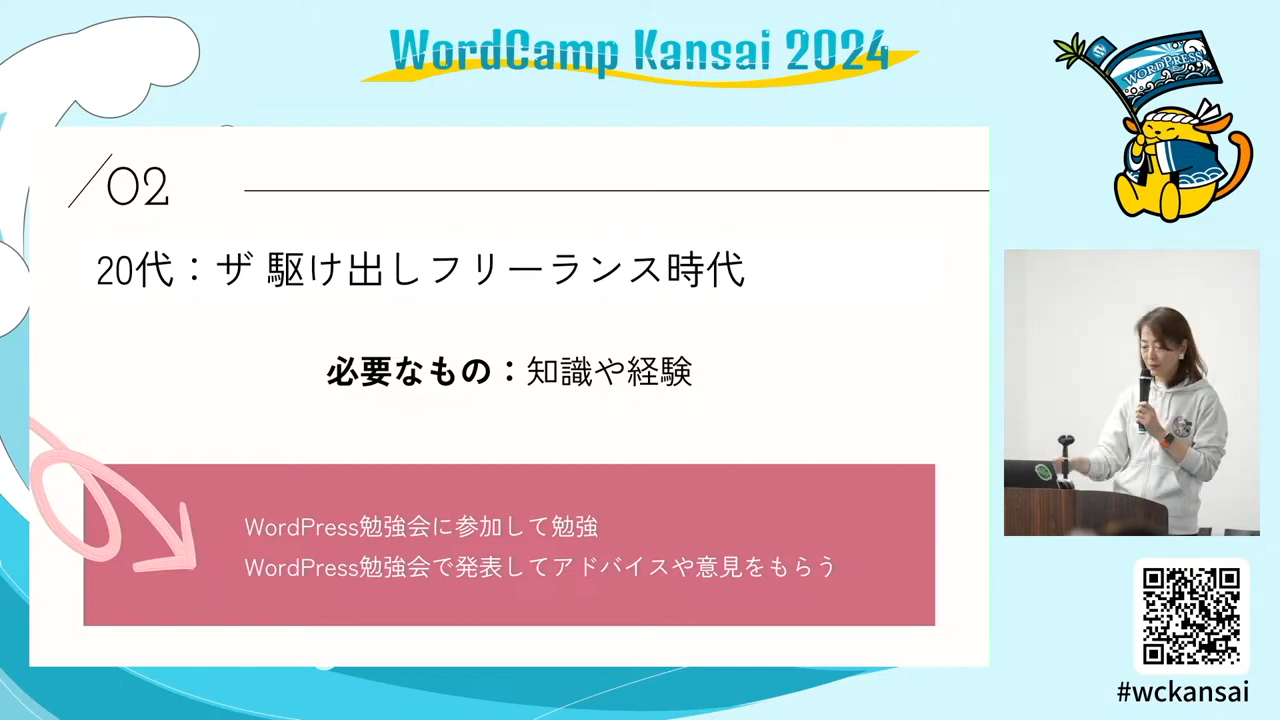 WordCamp Kansai 2024
WORDPRESS
/02
20代：ザ 駆け出しフリーランス時代
必要なもの：知識や経験
WordPress勉強会に参加して勉強
WordPress勉強会で発表してアドバイスや意見をもらう
#wckansai